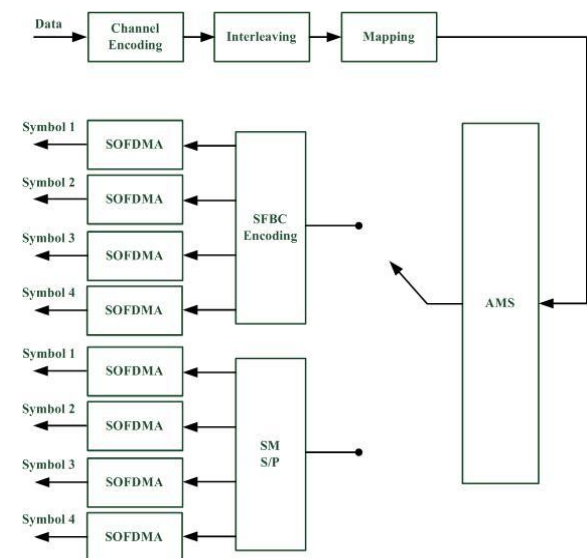 Data
Channel
Encoding
Interleaving
Mapping
Symbol 1
SOFDMA
Symbol 2
SOFDMA
Symbol 3
SOFDMA
Symbol 4
SOFDMA
SFBC
Encoding
AMS
Symbol 1
SOFDMA
Symbol 2
SOFDMA
Symbol 3
SOFDMA
Symbol 4
SOFDMA
SM
S/P